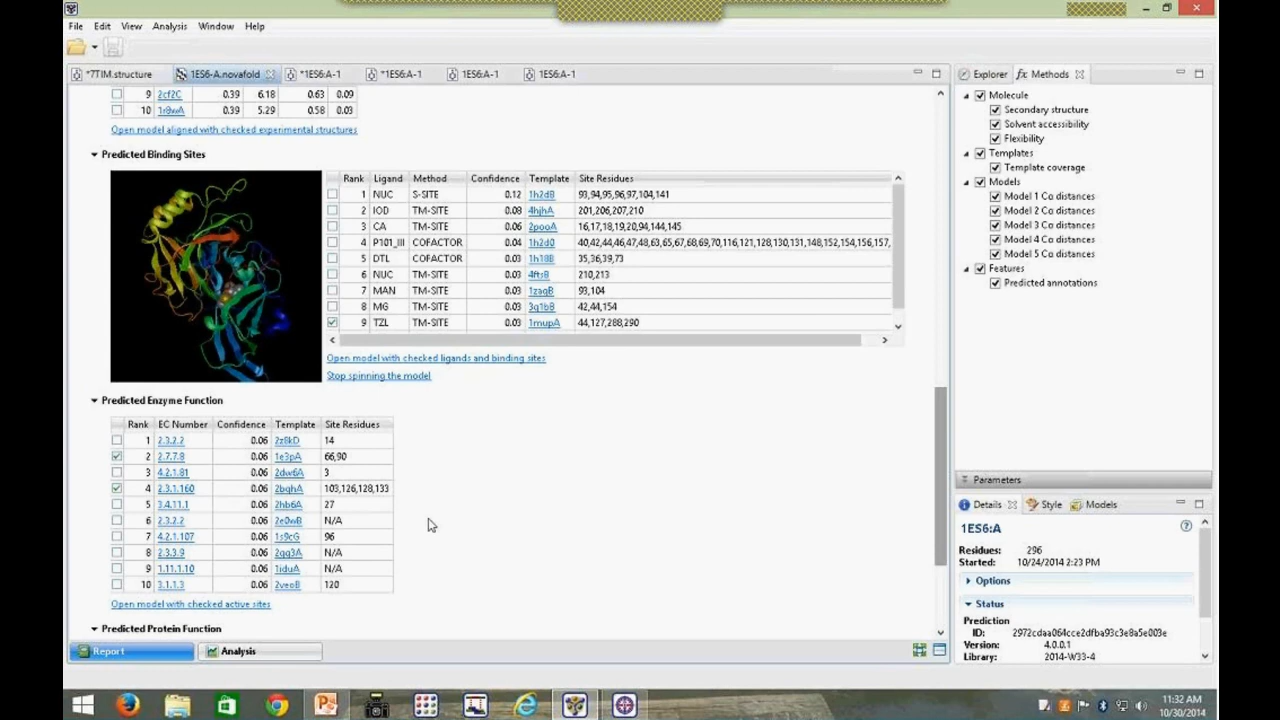 File Edit View Analysis Window Help
*7TIM.structure 1ES6-A.novafold *1ES6:A-1 *1ES6:A-1 1ES6:A-1 1ES6:A-1
9 2cf2C 0.39 6.18 0.63 0.09
10 1r8wA 0.39 5.29 0.58 0.03
Open model aligned with checked experimental structures
Predicted Binding Sites
Rank Ligand Method Confidence Template Site Residues
1 NUC S-SITE 0.12 1h2dB 93,94,95,96,97,104,141
2 IOD TM-SITE 0.08 4hjhA 201,206,207,210
3 CA TM-SITE 0.06 2pooA 16,17,18,19,20,94,144,145
4 P101_III COFACTOR 0.04 1h2d0 40,42,44,46,47,48,63,65,67,68,69,70,116,121,128,130,131,148,152,154,156,157,
5 DTL COFACTOR 0.03 1h18B 35,36,39,73
6 NUC TM-SITE 0.03 4ftsB 210,213
7 MAN TM-SITE 0.03 1zagB 93,104
8 MG TM-SITE 0.03 3g1bB 42,44,154
9 TZL TM-SITE 0.03 1mupA 44,127,288,290
Open model with checked ligands and binding sites
Stop spinning the model
Predicted Enzyme Function
Rank EC Number Confidence Template Site Residues
1 2.3.2.2 0.06 2z8kD 14
2 2.7.7.8 0.06 1e3pA 66,90
3 4.2.1.81 0.06 2dw6A 3
4 2.3.1.160 0.06 2bghA 103,126,128,133
5 3.4.11.1 0.06 2hb6A 27
6 2.3.2.2 0.06 2e0wB N/A
7 4.2.1.107 0.06 1s9cG 96
8 2.3.3.9 0.06 2gq3A N/A
9 1.11.1.10 0.06 1iduA N/A
10 3.1.1.3 0.06 2veoB 120
Open model with checked active sites
Predicted Protein Function
Report Analysis
Explorer Methods
Molecule
Secondary structure
Solvent accessibility
Flexibility
Templates
Template coverage
Models
Model 1 Cα distances
Model 2 Cα distances
Model 3 Cα distances
Model 4 Cα distances
Model 5 Cα distances
Features
Predicted annotations
Parameters
Details Style Models
1ES6:A
Residues: 296
Started: 10/24/2014 2:23 PM
Options
Status
Prediction
ID: 2972cdaa064cce2dfba93c3e8a5e003e
Version: 4.0.0.1
Library: 2014-W33-4
11:32 AM
10/30/2014